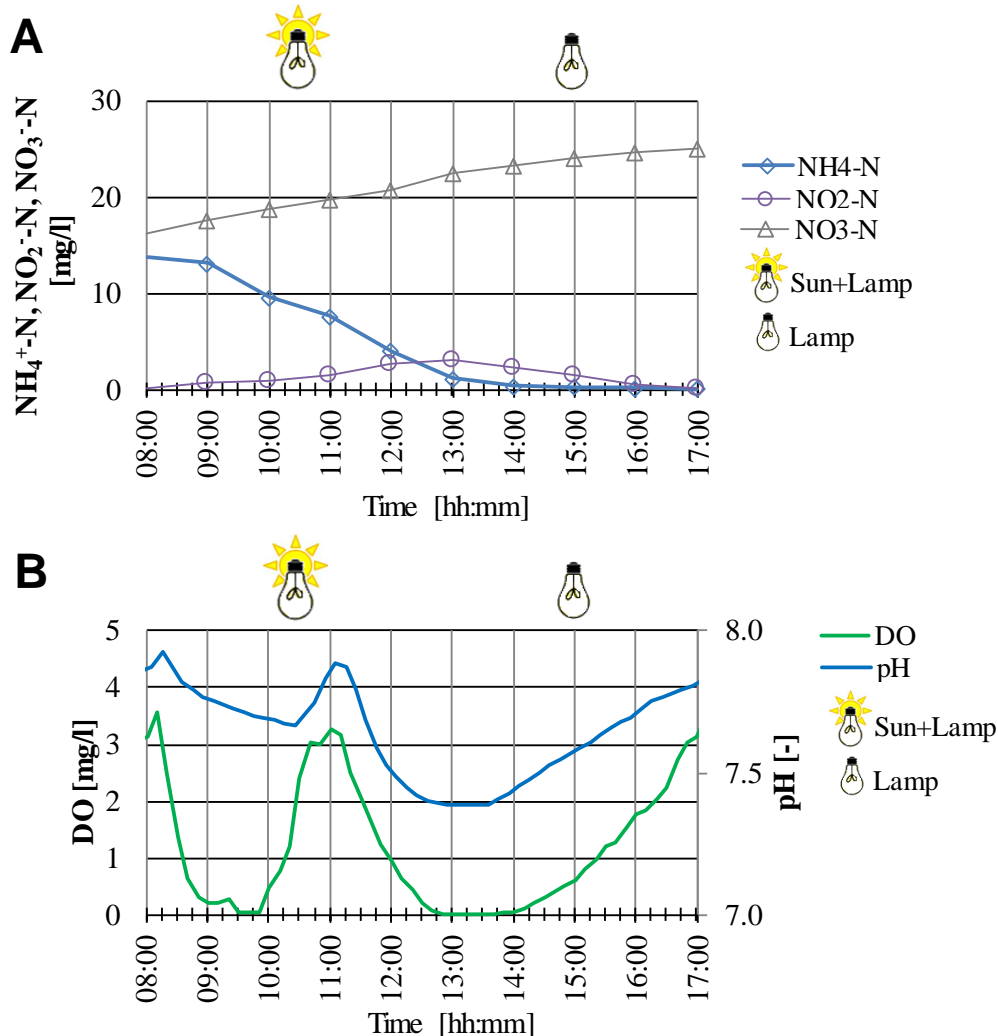 A
NH₄⁺-N, NO₂⁻-N, NO₃⁻-N
[mg/l]
30
20
10
0
08:00
09:00
10:00
11:00
12:00
13:00
14:00
15:00
16:00
17:00
Time [hh:mm]
NH4-N
NO2-N
NO3-N
Sun+Lamp
Lamp
B
DO [mg/l]
5
4
3
2
1
0
8.0
7.5
7.0
pH [-]
08:00
09:00
10:00
11:00
12:00
13:00
14:00
15:00
16:00
17:00
Time [hh:mm]
DO
pH
Sun+Lamp
Lamp